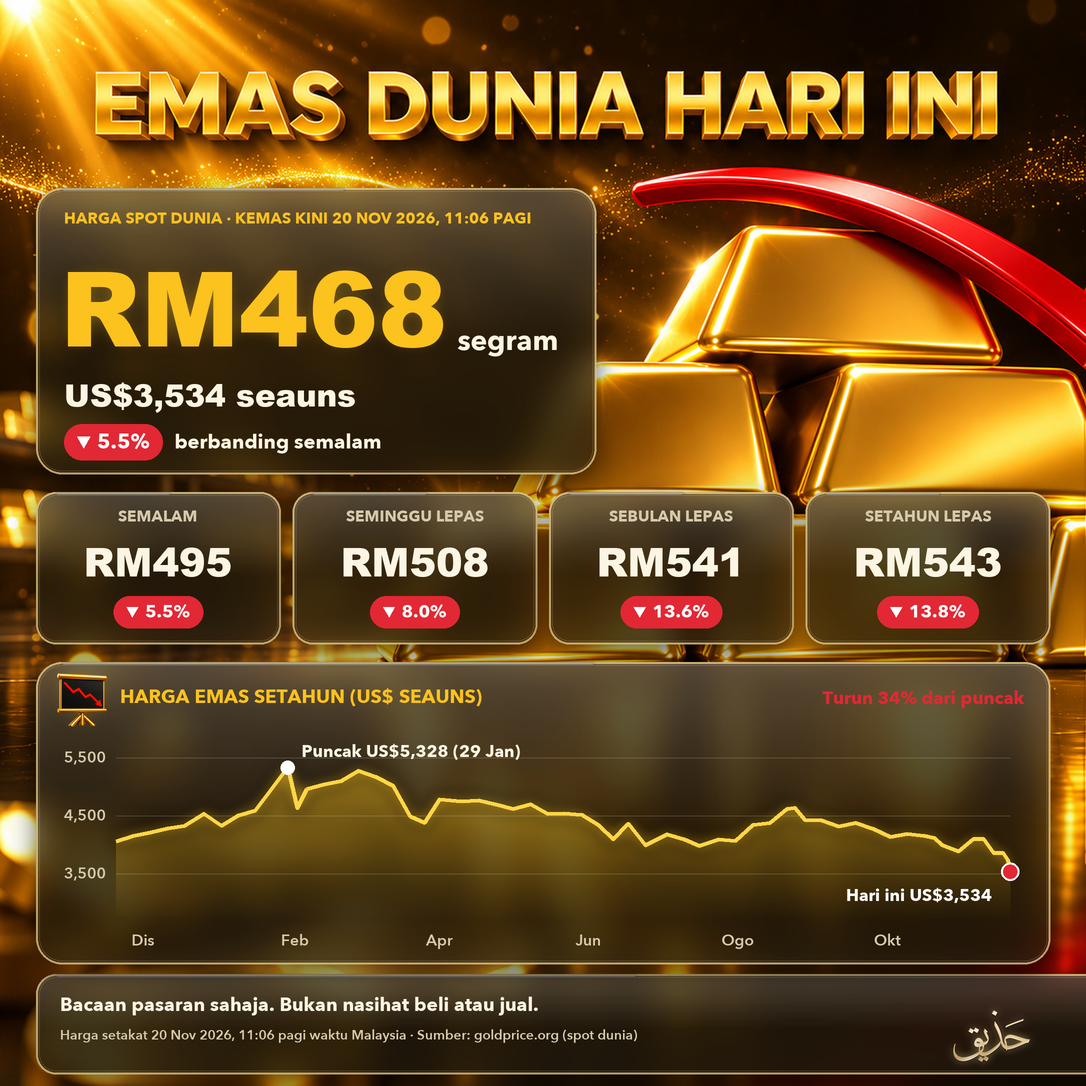 EMAS DUNIA HARI INI
HARGA SPOT DUNIA · KEMAS KINI 20 NOV 2026, 11:06 PAGI
RM468 segram
US$3,534 seauns
▼ 5.5% berbanding semalam
SEMALAM
RM495
▼ 5.5%
SEMINGGU LEPAS
RM508
▼ 8.0%
SEBULAN LEPAS
RM541
▼ 13.6%
SETAHUN LEPAS
RM543
▼ 13.8%
HARGA EMAS SETAHUN (US$ SEAUNS)
Turun 34% dari puncak
Puncak US$5,328 (29 Jan)
5,500
4,500
3,500
Hari ini US$3,534
Dis Feb Apr Jun Ogo Okt
Bacaan pasaran sahaja. Bukan nasihat beli atau jual.
Harga setakat 20 Nov 2026, 11:06 pagi waktu Malaysia · Sumber: goldprice.org (spot dunia)
حَذِيق